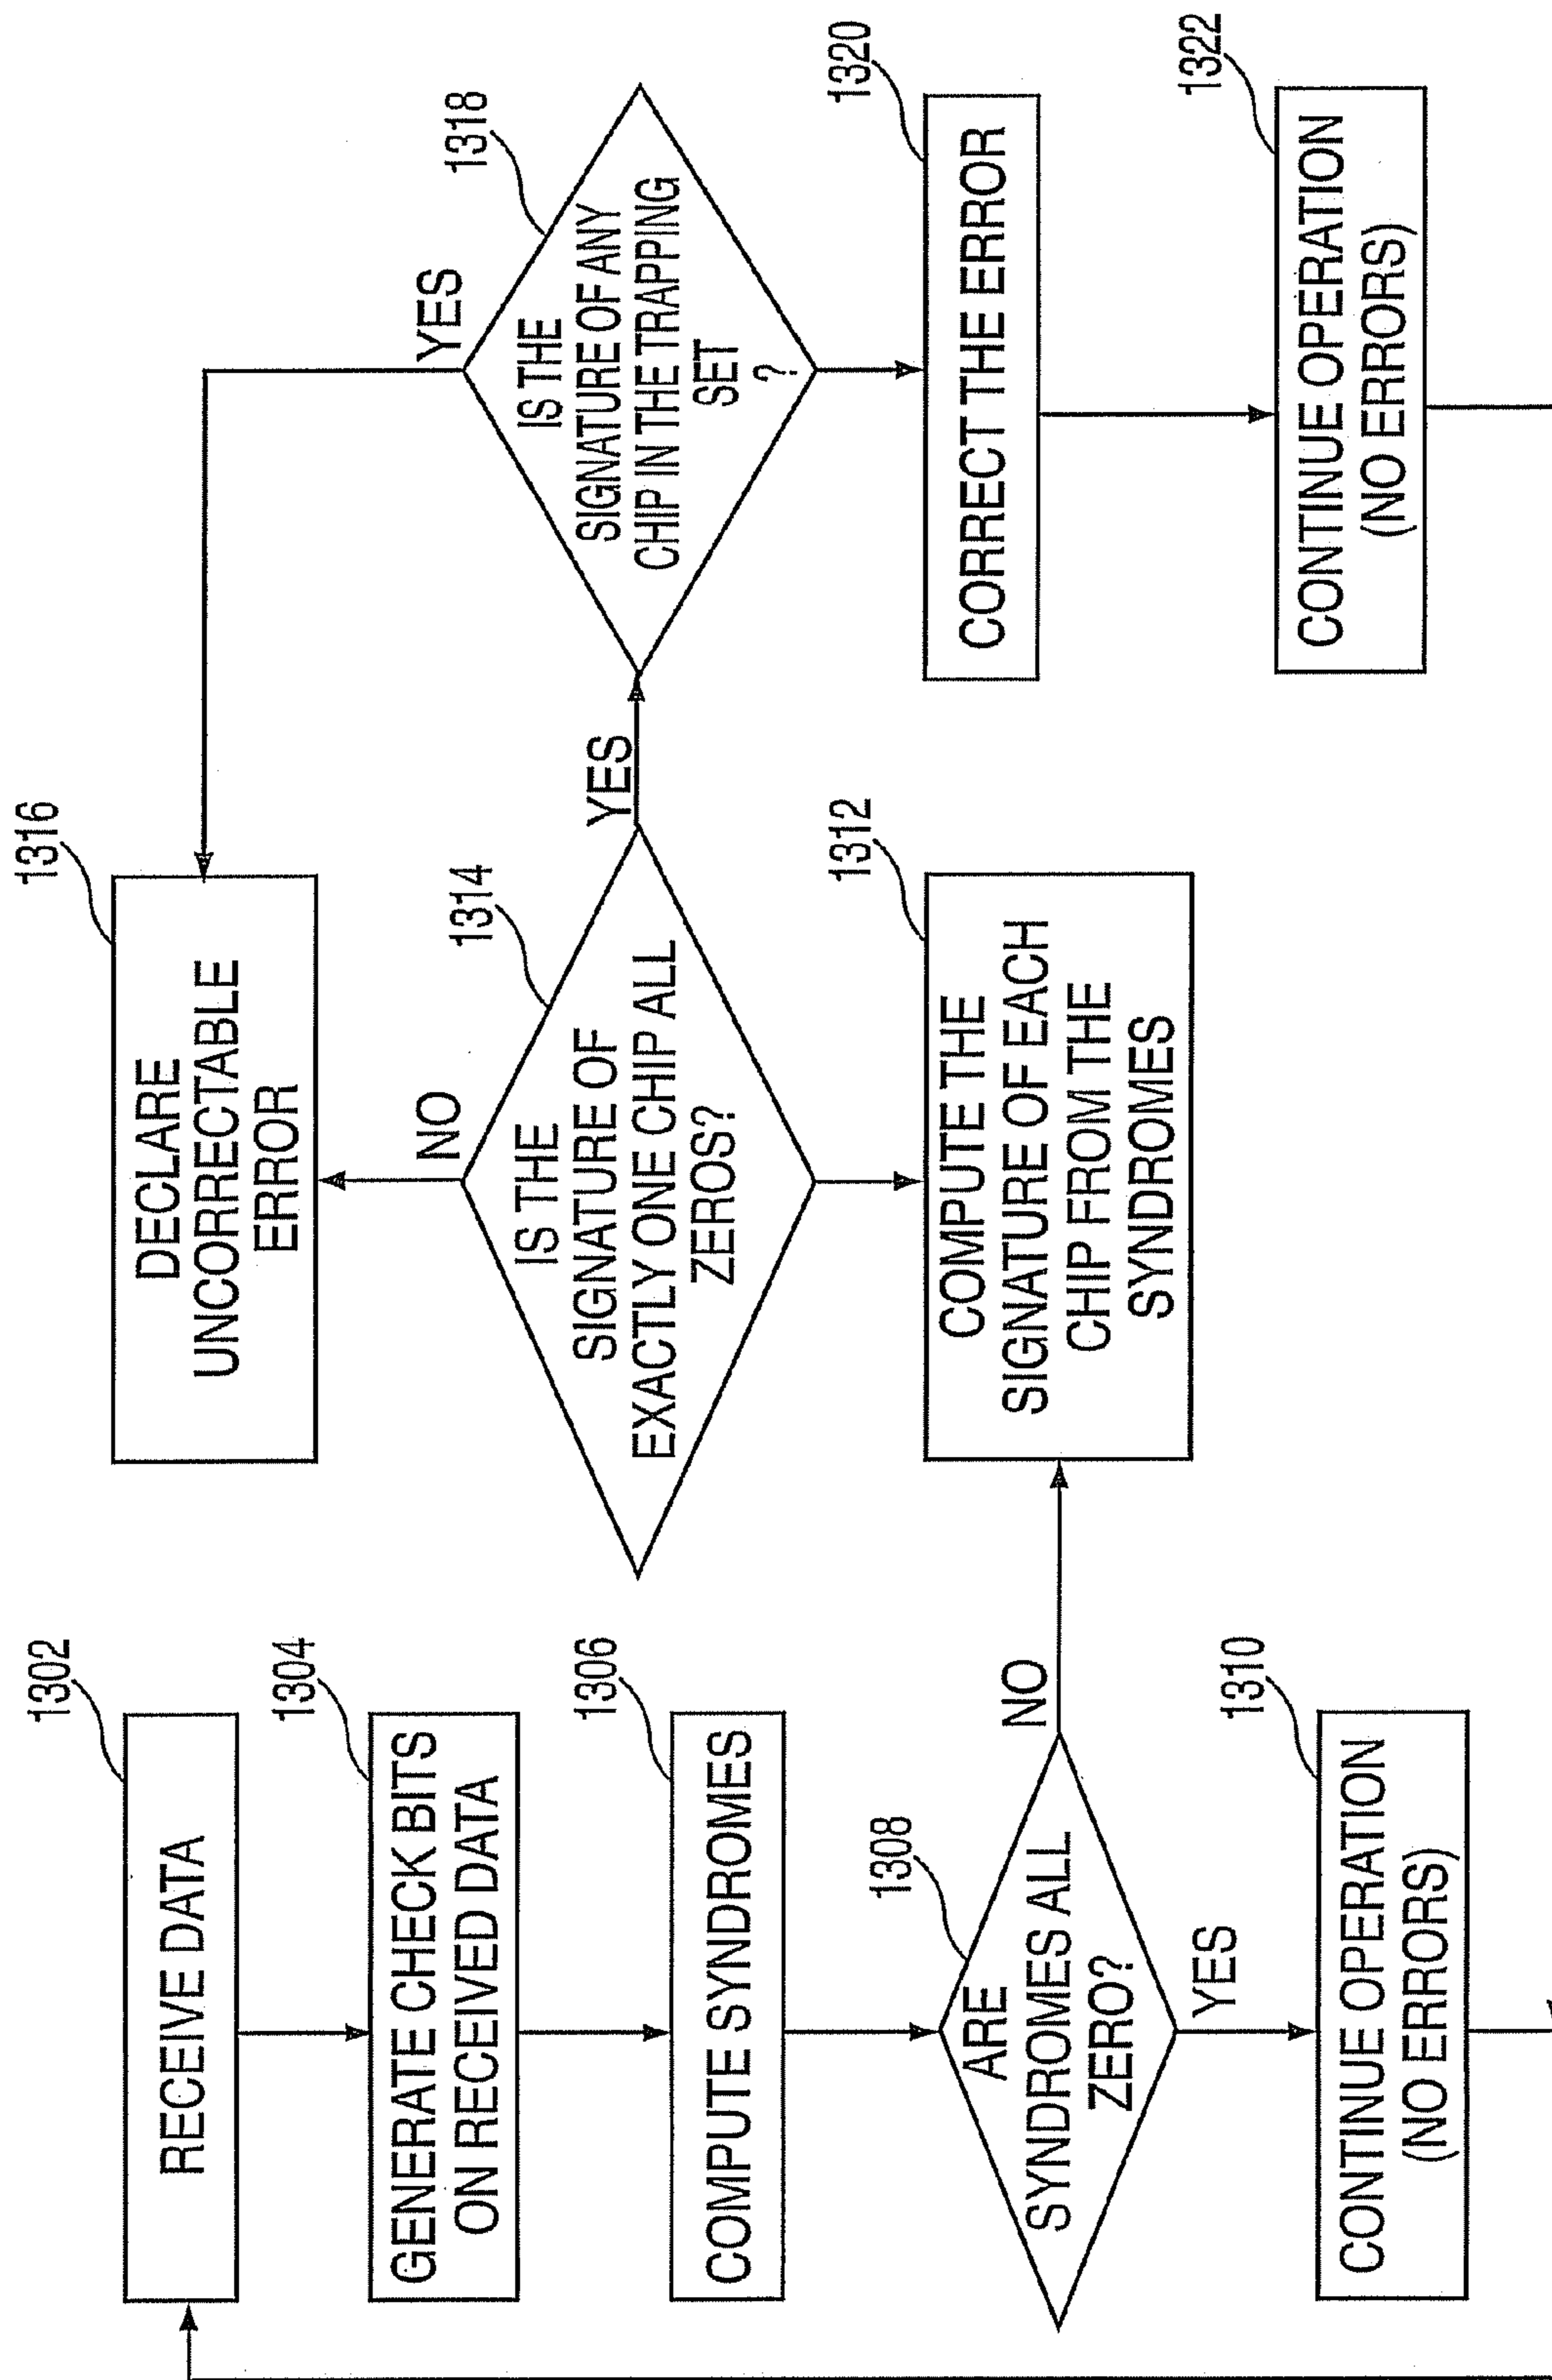 1302
RECEIVE DATA
1304
GENERATE CHECK BITS
ON RECEIVED DATA
1306
COMPUTE SYNDROMES
1308
ARE
SYNDROMES ALL
ZERO?
NO
YES
1310
CONTINUE OPERATION
(NO ERRORS)
1316
DECLARE
UNCORRECTABLE
ERROR
NO
1314
IS THE
SIGNATURE OF
EXACTLY ONE CHIP ALL
ZEROS?
YES
1312
COMPUTE THE
SIGNATURE OF EACH
CHIP FROM THE
SYNDROMES
YES
1318
IS THE
SIGNATURE OF ANY
CHIP IN THE TRAPPING
SET
?
1320
CORRECT THE ERROR
1322
CONTINUE OPERATION
(NO ERRORS)